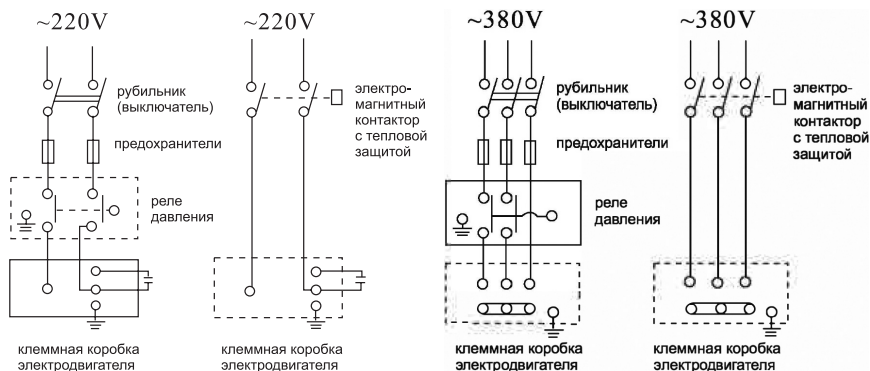 ~220V
~220V
~380V
~380V
рубильник
(выключатель)
предохранители
реле
давления
электро-
магнитный
контактор
с тепловой
защитой
рубильник
(выключатель)
предохранители
реле
давления
электро-
магнитный
контактор
с тепловой
защитой
клеммная коробка
электродвигателя
клеммная коробка
электродвигателя
клеммная коробка
электродвигателя
клеммная коробка
электродвигателя